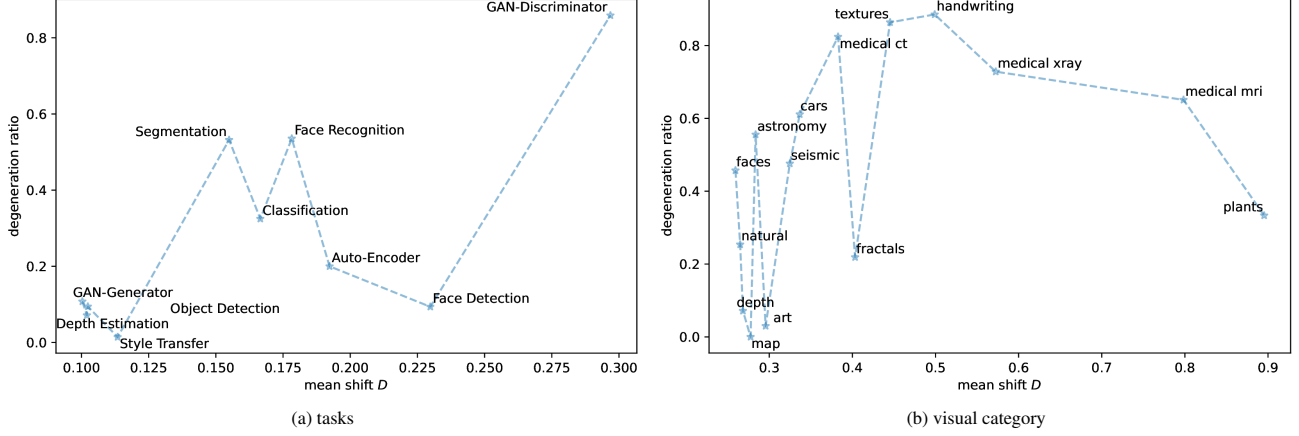 GAN-Discriminator
0.8
0.6
Segmentation
Face Recognition
0.4
Classification
Auto-Encoder
0.2
GAN-Generator
Object Detection
Face Detection
Depth Estimation
0.0
Style Transfer
degeneration ratio
0.100 0.125 0.150 0.175 0.200 0.225 0.250 0.275 0.300
mean shift D
(a) tasks
handwriting
textures
0.8
medical ct
medical xray
medical mri
cars
0.6
astronomy
seismic
faces
0.4
plants
natural
fractals
0.2
depth
art
0.0
map
degeneration ratio
0.3 0.4 0.5 0.6 0.7 0.8 0.9
mean shift D
(b) visual category